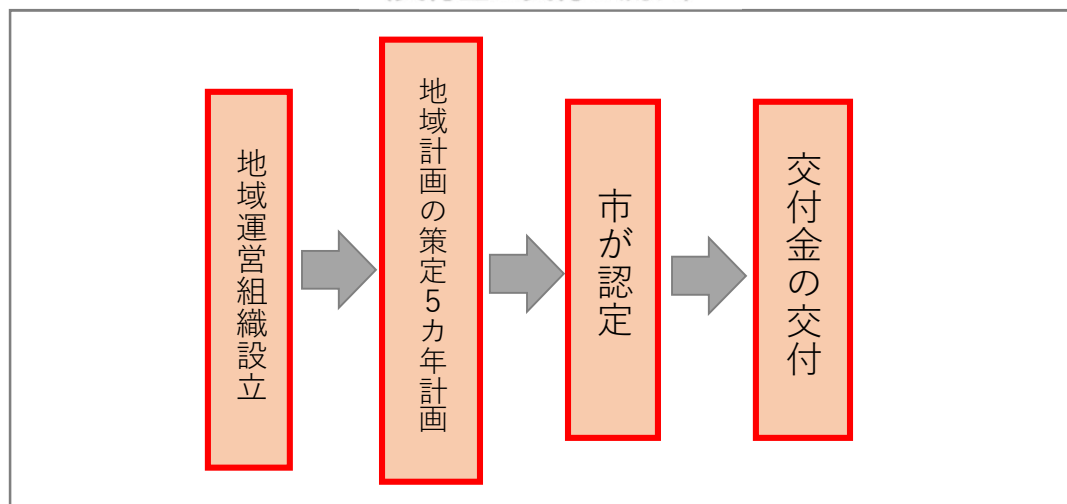 地域運営組織設立
地域計画の策定5カ年計画
市が認定
交付金の交付